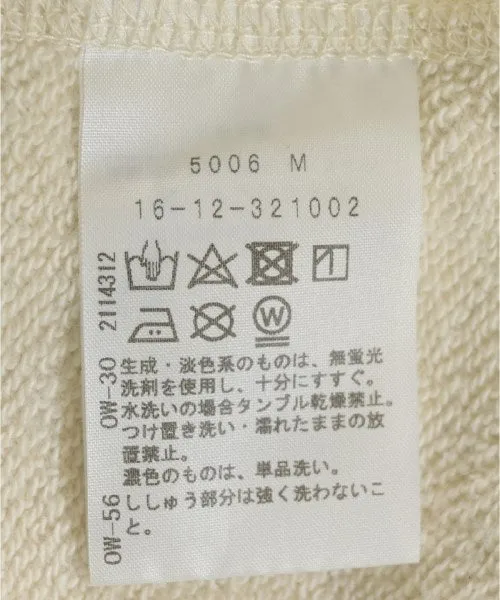 5006 M
16-12-321002
W
生成・淡色系のものは、無蛍光
洗剤を使用し、十分にすすぐ。
水洗いの場合タンブル乾燥禁止。
つけ置き洗い・濡れたままの放
置禁止。
濃色のものは、単品洗い。
ししゅう部分は強く洗わないこ
と。
OW-56 OW-30 2114312